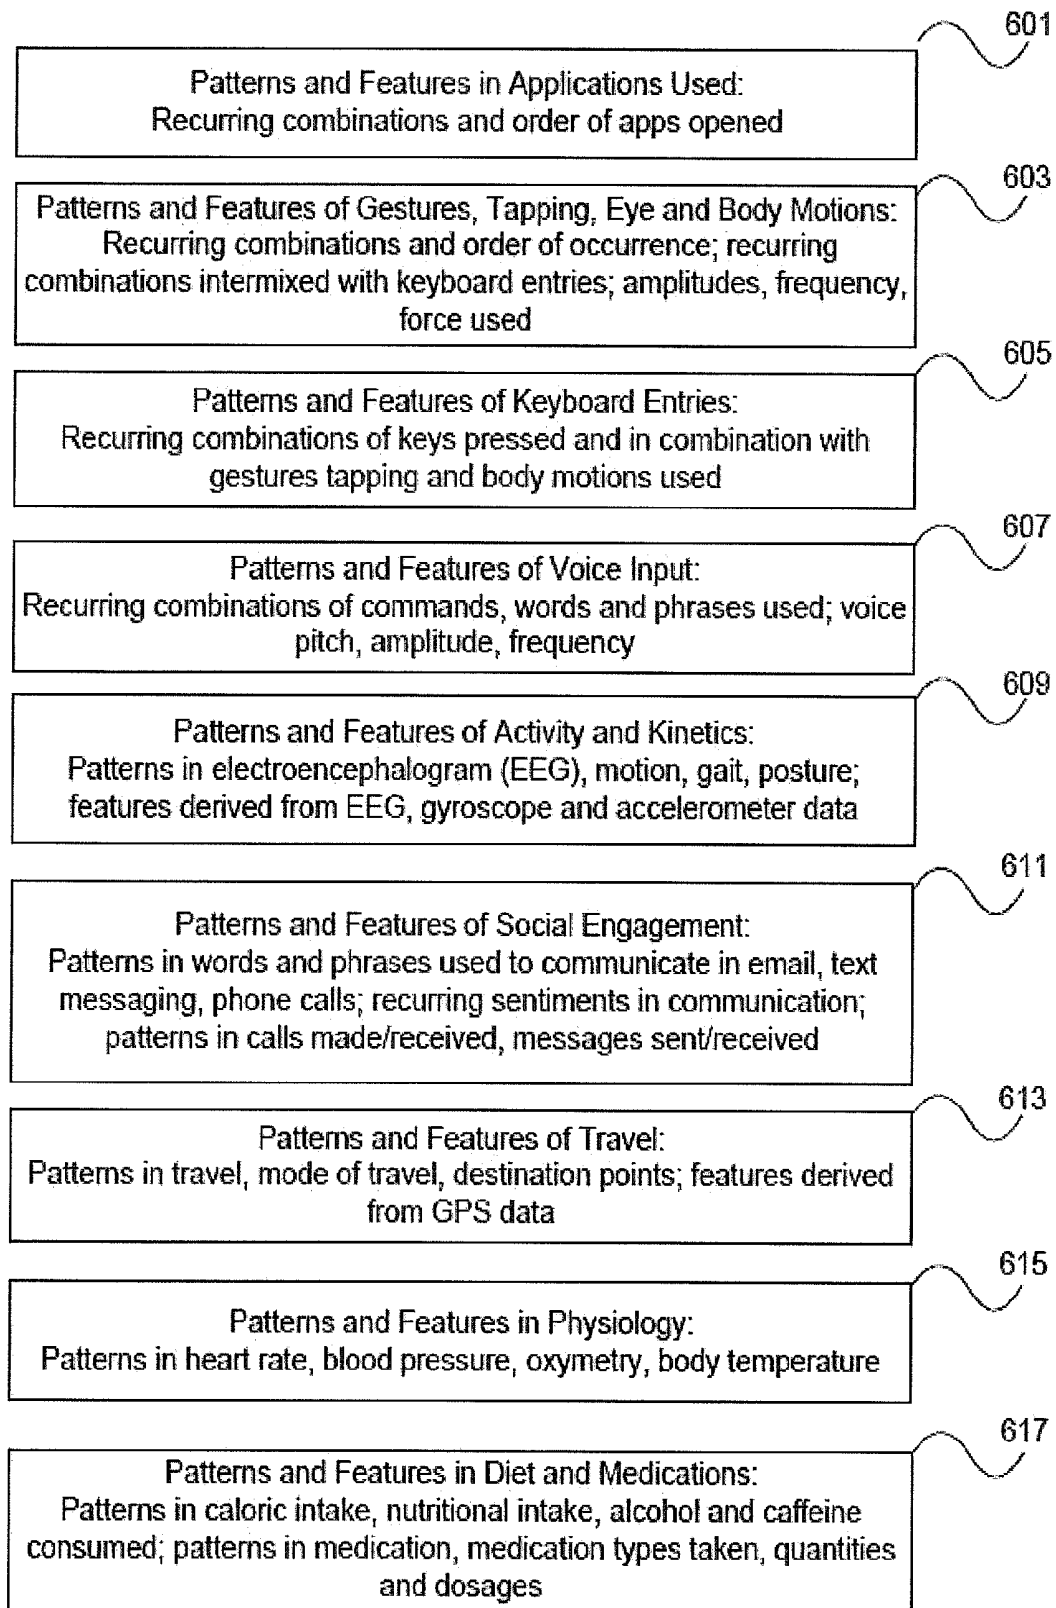 601
Patterns and Features in Applications Used:
Recurring combinations and order of apps opened
603
Patterns and Features of Gestures, Tapping, Eye and Body Motions:
Recurring combinations and order of occurrence; recurring
combinations intermixed with keyboard entries; amplitudes, frequency,
force used
605
Patterns and Features of Keyboard Entries:
Recurring combinations of keys pressed and in combination with
gestures tapping and body motions used
607
Patterns and Features of Voice Input:
Recurring combinations of commands, words and phrases used; voice
pitch, amplitude, frequency
609
Patterns and Features of Activity and Kinetics:
Patterns in electroencephalogram (EEG), motion, gait, posture;
features derived from EEG, gyroscope and accelerometer data
611
Patterns and Features of Social Engagement:
Patterns in words and phrases used to communicate in email, text
messaging, phone calls; recurring sentiments in communication;
patterns in calls made/received, messages sent/received
613
Patterns and Features of Travel:
Patterns in travel, mode of travel, destination points; features derived
from GPS data
615
Patterns and Features in Physiology:
Patterns in heart rate, blood pressure, oxymetry, body temperature
617
Patterns and Features in Diet and Medications:
Patterns in caloric intake, nutritional intake, alcohol and caffeine
consumed; patterns in medication, medication types taken, quantities
and dosages